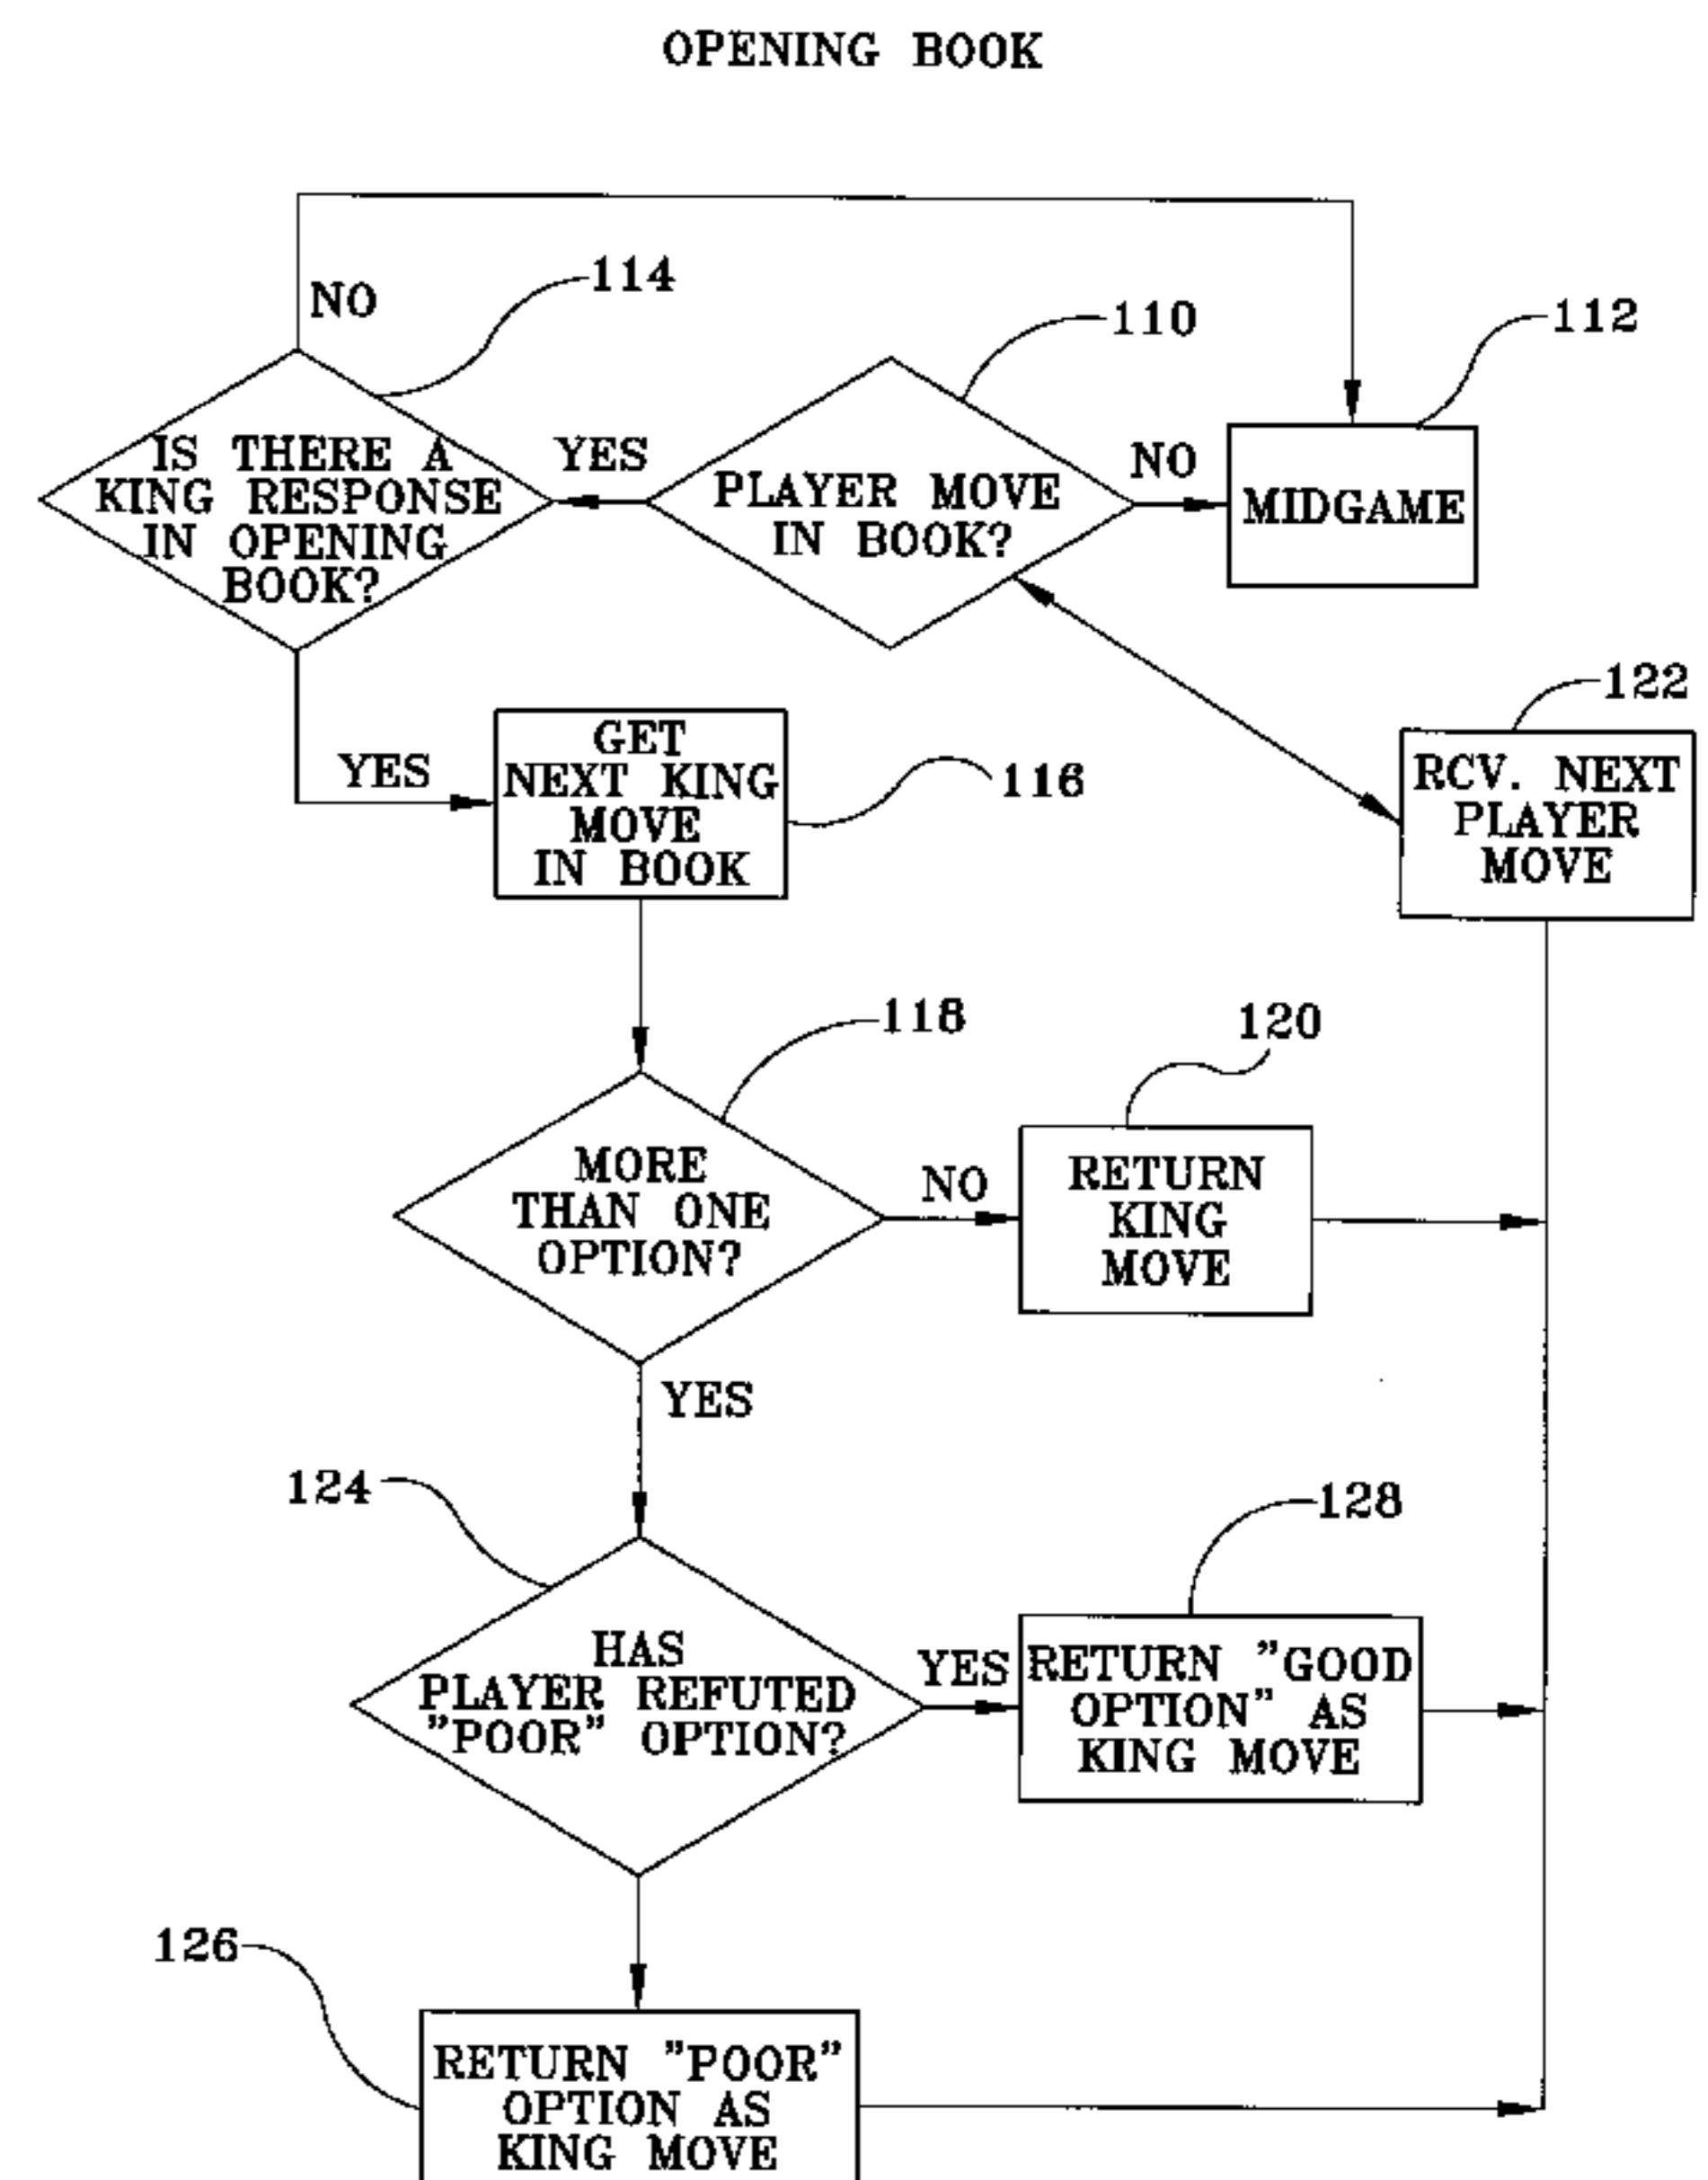 OPENING BOOK
NO
114
110
112
IS THERE A
KING RESPONSE
IN OPENING
BOOK?
YES
PLAYER MOVE
IN BOOK?
NO
MIDGAME
122
RCV. NEXT
PLAYER
MOVE
YES
GET
NEXT KING
MOVE
IN BOOK
116
118
120
MORE
THAN ONE
OPTION?
NO
RETURN
KING
MOVE
YES
124
128
HAS
PLAYER REFUTED
"POOR" OPTION?
YES
RETURN "GOOD
OPTION" AS
KING MOVE
126
RETURN "POOR"
OPTION AS
KING MOVE